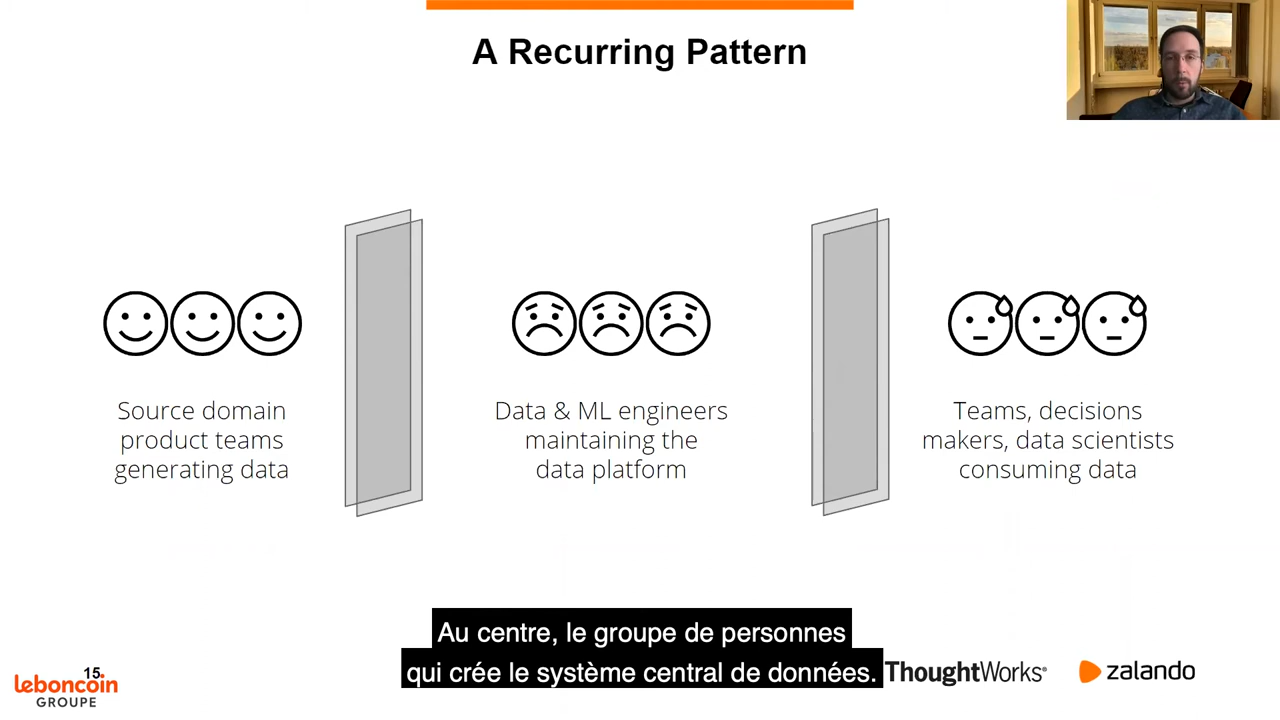 A Recurring Pattern
Source domain
product teams
generating data
Data & ML engineers
maintaining the
data platform
Teams, decisions
makers, data scientists
consuming data
Au centre, le groupe de personnes
qui crée le système central de données.
15
leboncoin
GROUPE
ThoughtWorks®
zalando